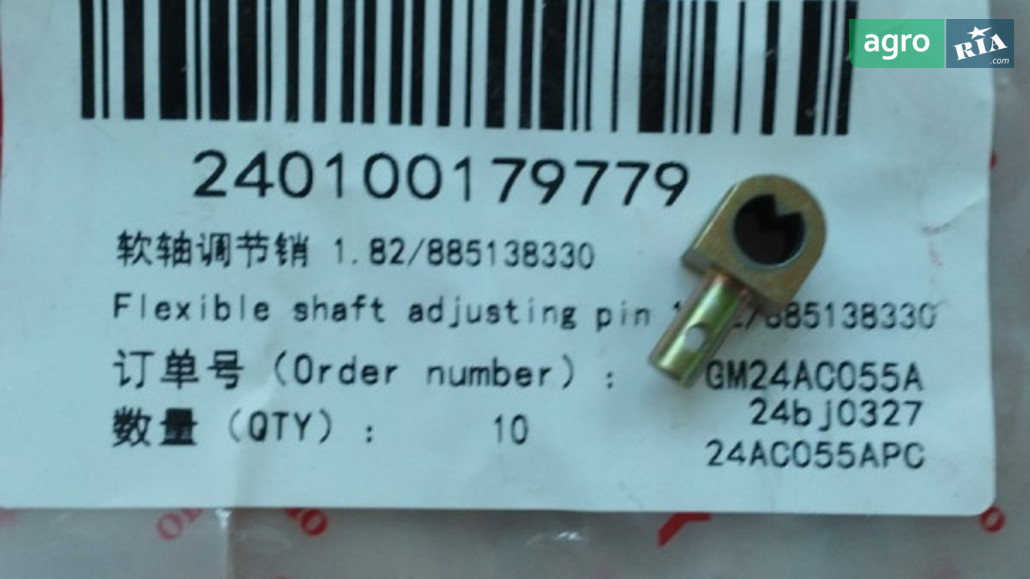 agro RIA .com
240100179779
软轴调节销 1.82/885138330
Flexible shaft adjusting pin /885138330
订单号（Order number）： GM24AC055A
24bj0327
数量（QTY）： 10
24AC055APC